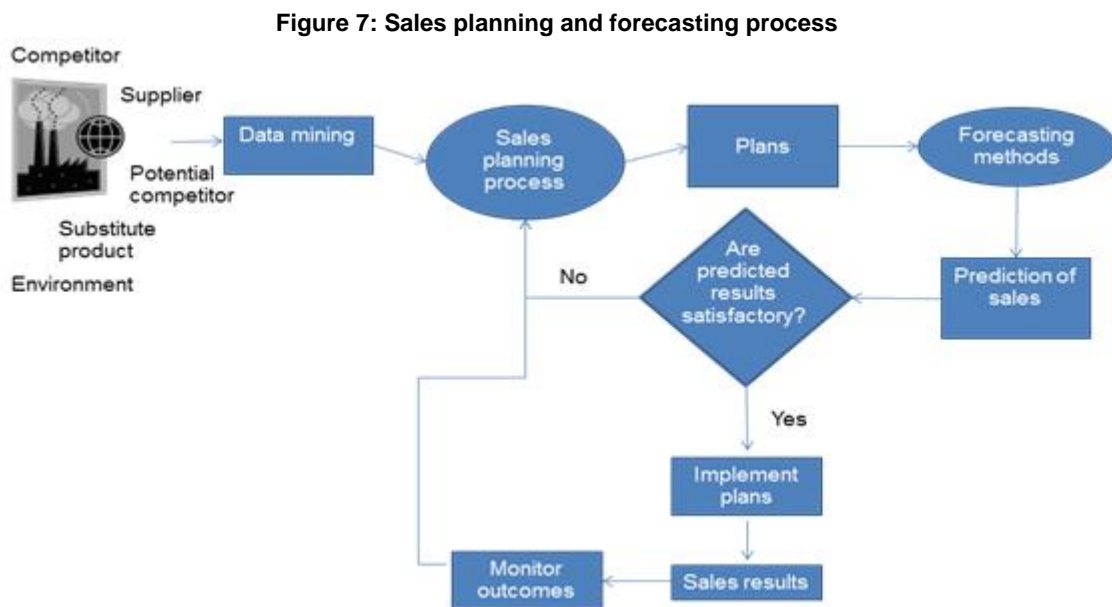 Figure 7: Sales planning and forecasting process
Competitor
Supplier
Potential
competitor
Substitute
product
Environment
Data mining
Sales
planning
process
Plans
Forecasting
methods
Prediction of
sales
Are
predicted
results
satisfactory?
No
Yes
Implement
plans
Sales results
Monitor
outcomes